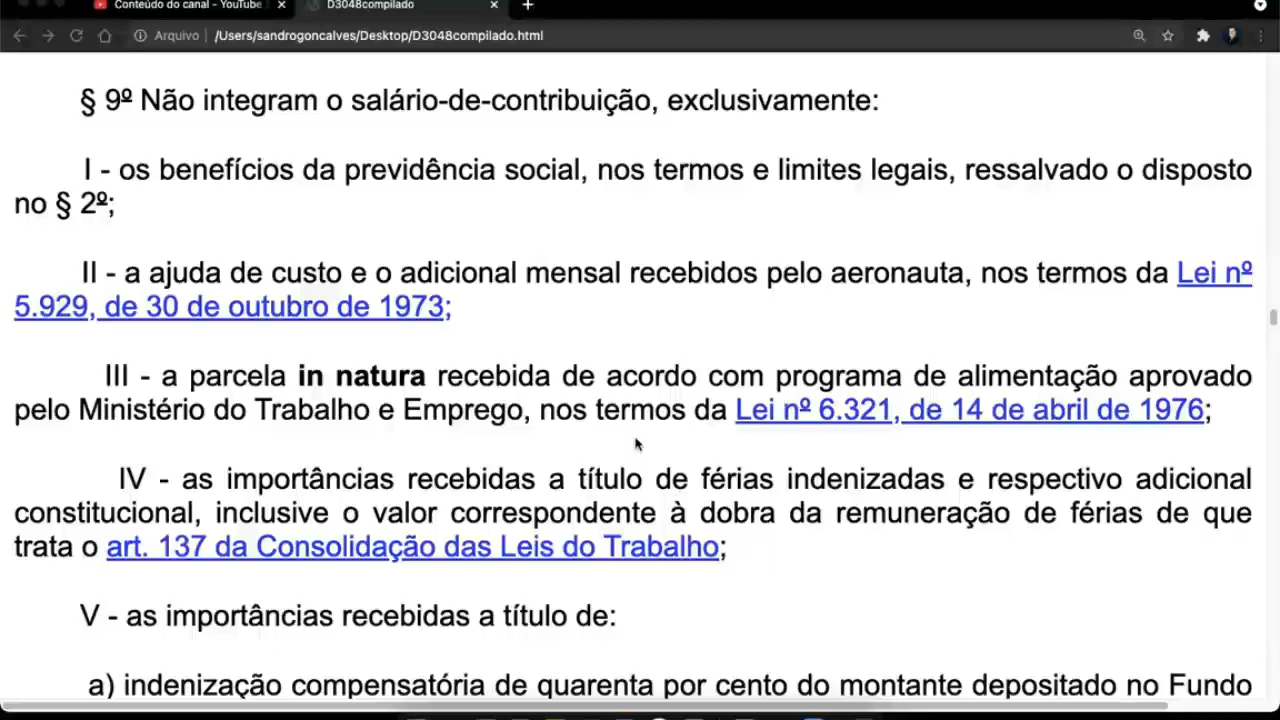 Conteúdo do canal - YouTube
D3048compilado
Arquivo /Users/sandrogoncalves/Desktop/D3048compilado.html
§ 9º Não integram o salário-de-contribuição, exclusivamente:
I - os benefícios da previdência social, nos termos e limites legais, ressalvado o disposto
no § 2º;
II - a ajuda de custo e o adicional mensal recebidos pelo aeronauta, nos termos da Lei nº
5.929, de 30 de outubro de 1973;
III - a parcela in natura recebida de acordo com programa de alimentação aprovado
pelo Ministério do Trabalho e Emprego, nos termos da Lei nº 6.321, de 14 de abril de 1976;
IV - as importâncias recebidas a título de férias indenizadas e respectivo adicional
constitucional, inclusive o valor correspondente à dobra da remuneração de férias de que
trata o art. 137 da Consolidação das Leis do Trabalho;
V - as importâncias recebidas a título de:
a) indenização compensatória de quarenta por cento do montante depositado no Fundo